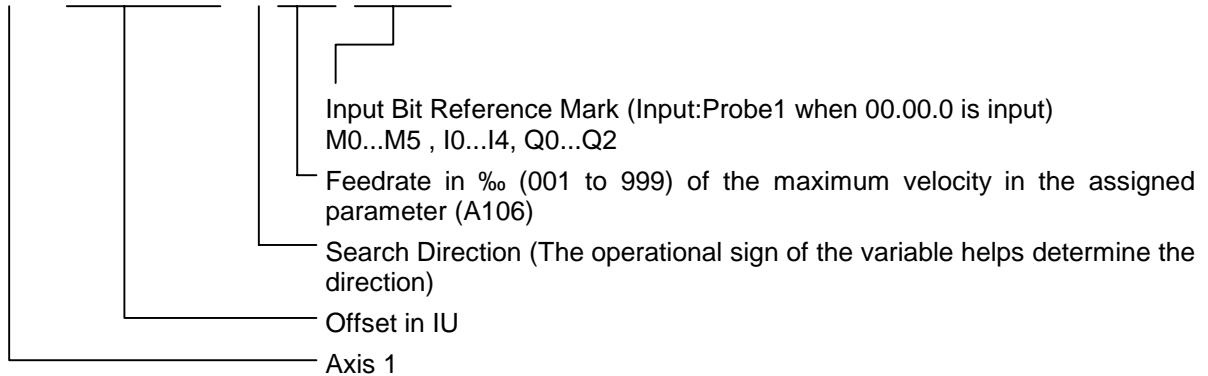 Input Bit Reference Mark (Input:Probe1 when 00.00.0 is input)
M0...M5 , I0...I4, Q0...Q2
Feedrate in ‰ (001 to 999) of the maximum velocity in the assigned
parameter (A106)
Search Direction (The operational sign of the variable helps determine the
direction)
Offset in IU
Axis 1